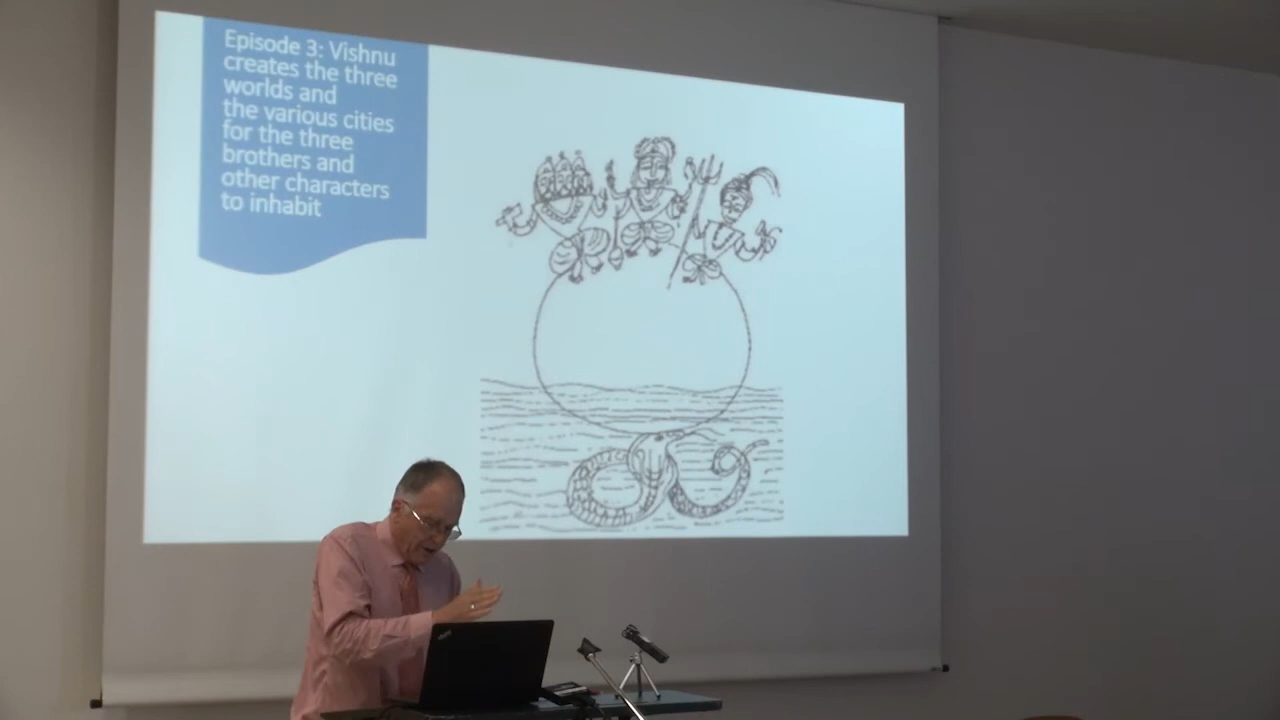 Episode 3: Vishnu
creates the three
worlds and
the various cities
for the three
brothers and
other characters
to inhabit